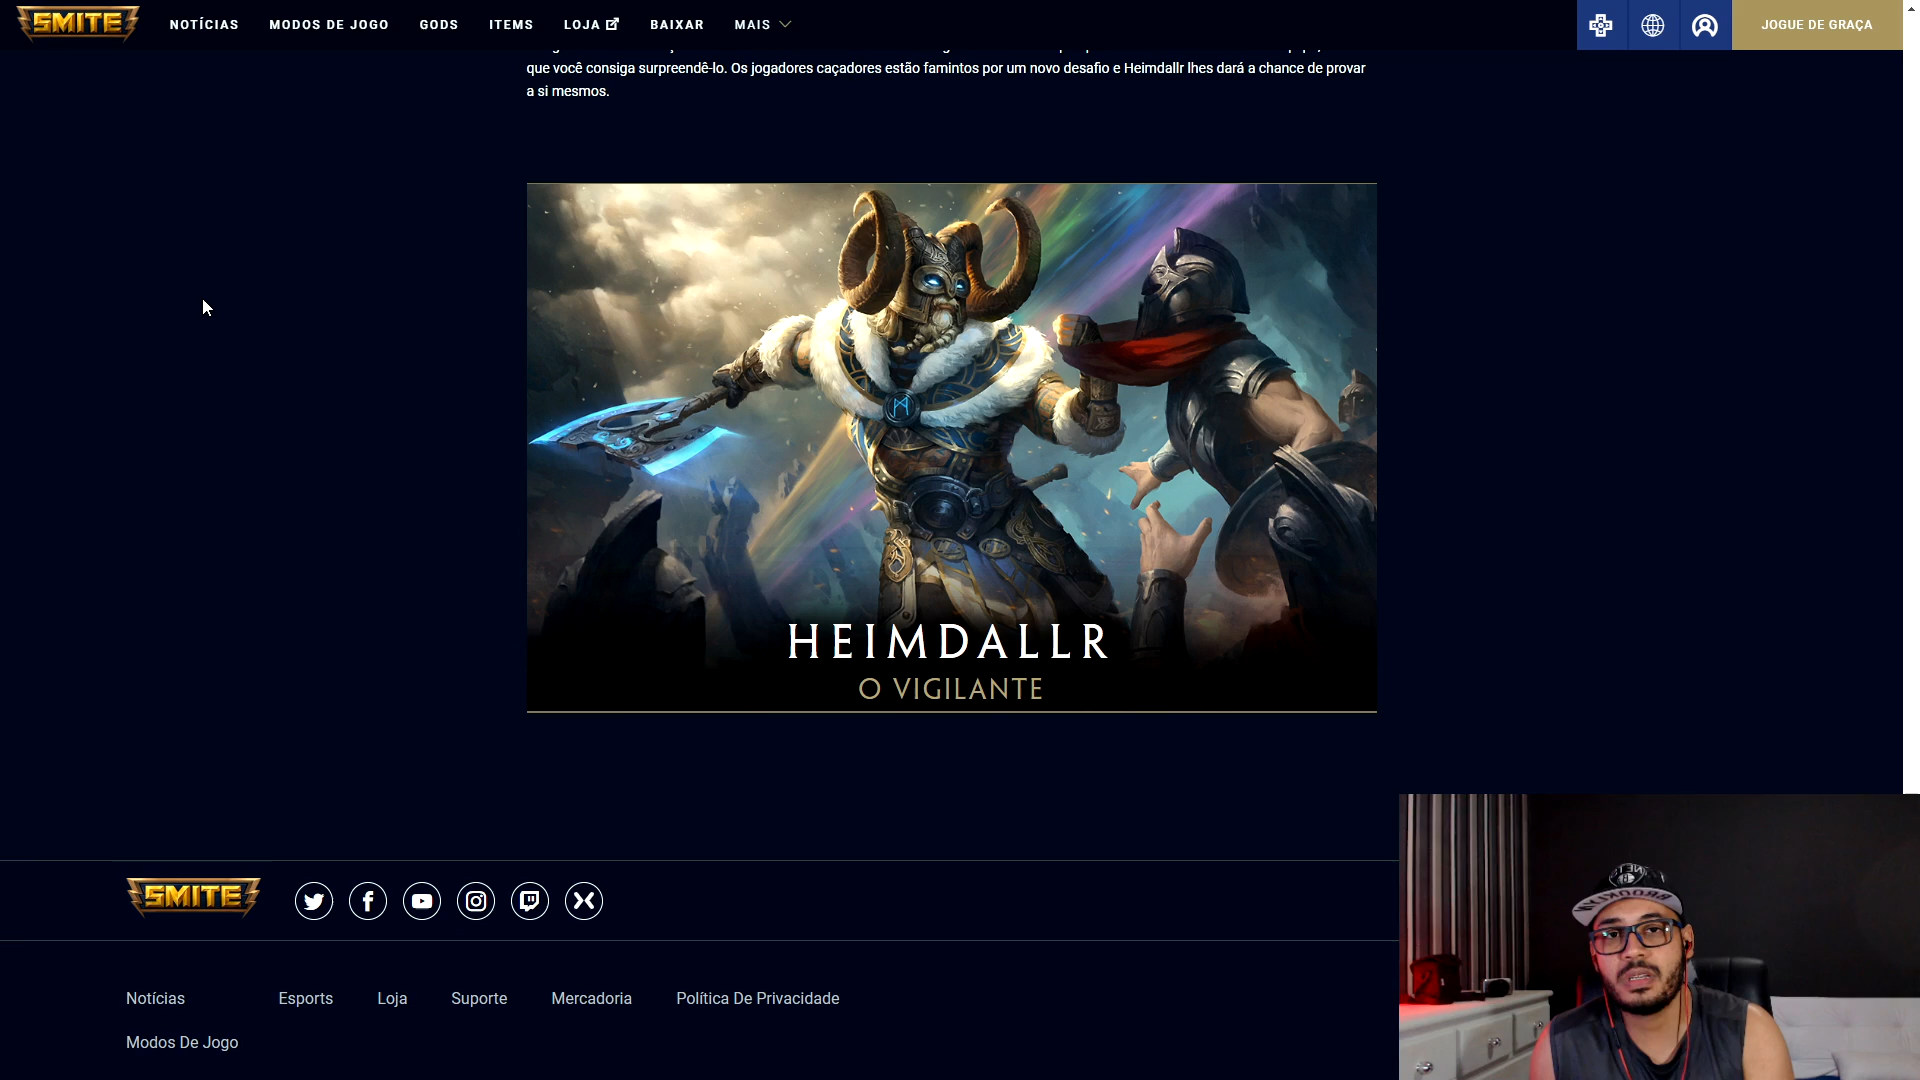 SMITE
NOTÍCIAS
MODOS DE JOGO
GODS
ITEMS
LOJA
BAIXAR
MAIS
JOGUE DE GRAÇA
que você consiga surpreendê-lo. Os jogadores caçadores estão famintos por um novo desafio e Heimdallr lhes dará a chance de provar
a si mesmos.
HEIMDALLR
O VIGILANTE
SMITE
Notícias
Esports
Loja
Suporte
Mercadoria
Política De Privacidade
Modos De Jogo
BROOKLYN